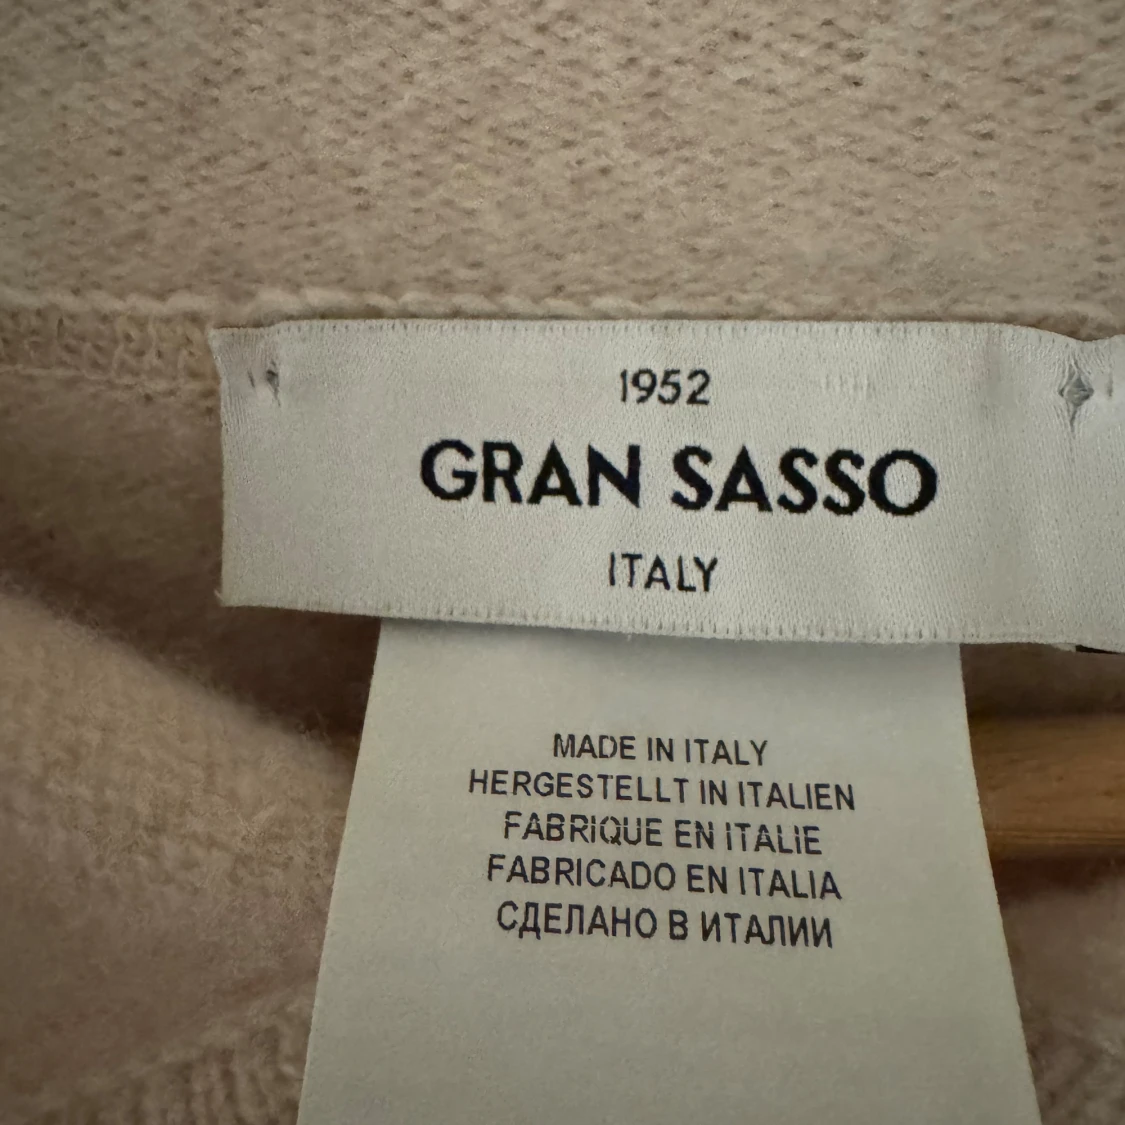 1952
GRAN SASSO
ITALY
MADE IN ITALY
HERGESTELLT IN ITALIEN
FABRIQUE EN ITALIE
FABRICADO EN ITALIA
СДЕЛАНО В ИТАЛИИ